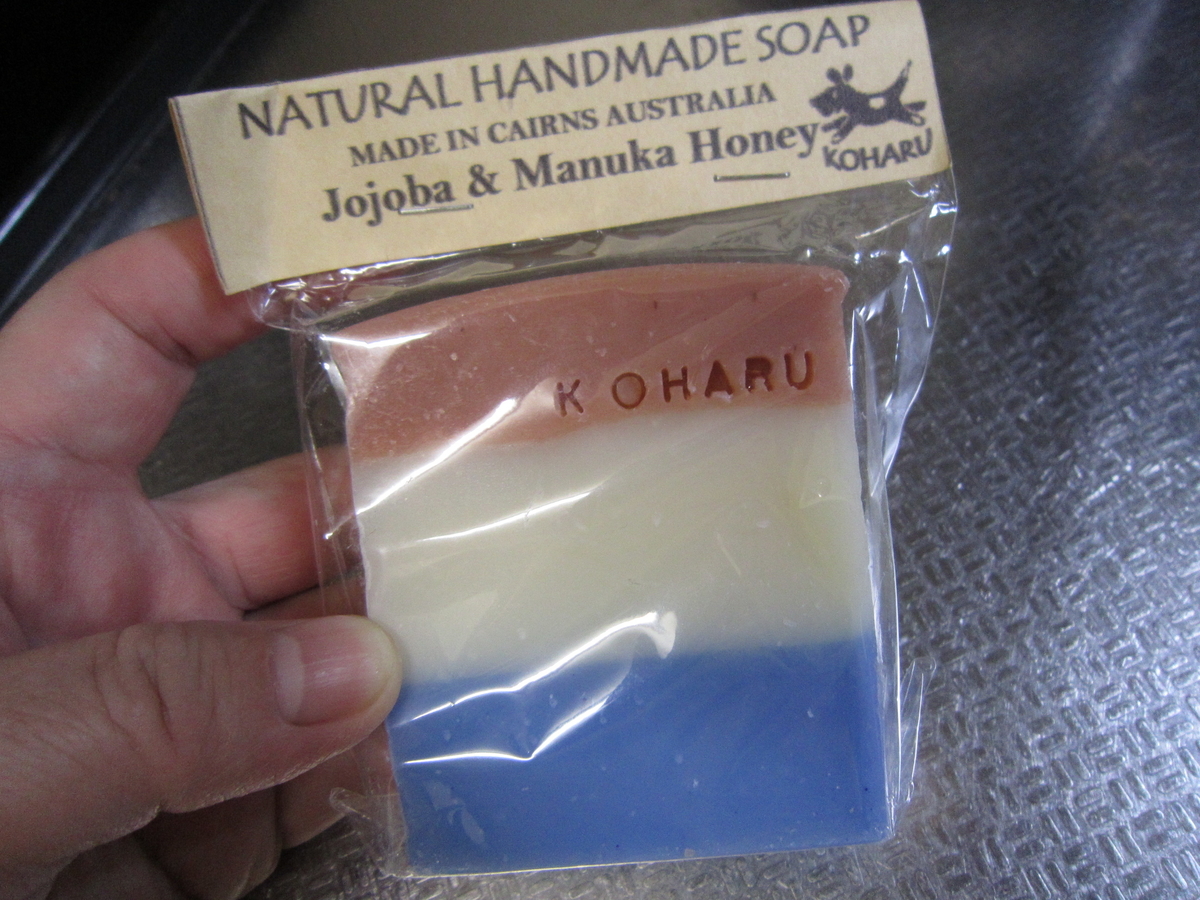 NATURAL HANDMADE SOAP
MADE IN CAIRNS AUSTRALIA
Jojoba & Manuka Honey
KOHARU
KOHARU